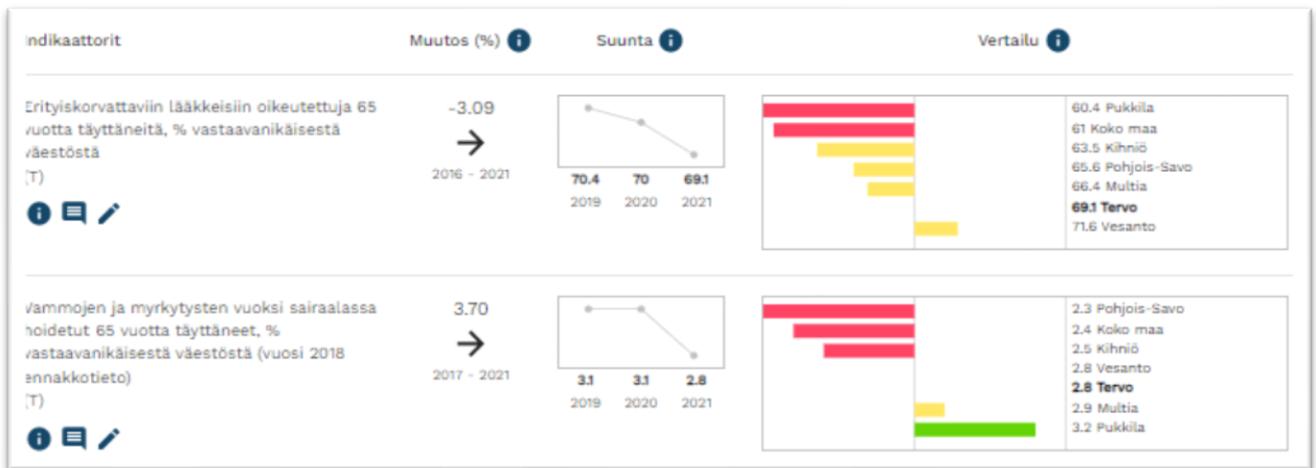 Indikaattorit Muutos (%) Suunta Vertailu
Erityiskorvattaviin lääkkeisiin oikeutettuja 65
vuotta täyttäneitä, % vastaavanikäisestä
väestöstä
(T)
-3.09
2016 - 2021
70.4 70 69.1
2019 2020 2021
60.4 Pukkila
61 Koko maa
63.5 Kihniö
65.6 Pohjois-Savo
66.4 Multia
69.1 Tervo
71.6 Vesanto
Vammojen ja myrkytysten vuoksi sairaalassa
hoidetut 65 vuotta täyttäneet, %
vastaavanikäisestä väestöstä (vuosi 2018
ennakkotieto)
(T)
3.70
2017 - 2021
3.1 3.1 2.8
2019 2020 2021
2.3 Pohjois-Savo
2.4 Koko maa
2.5 Kihniö
2.8 Vesanto
2.8 Tervo
2.9 Multia
3.2 Pukkila